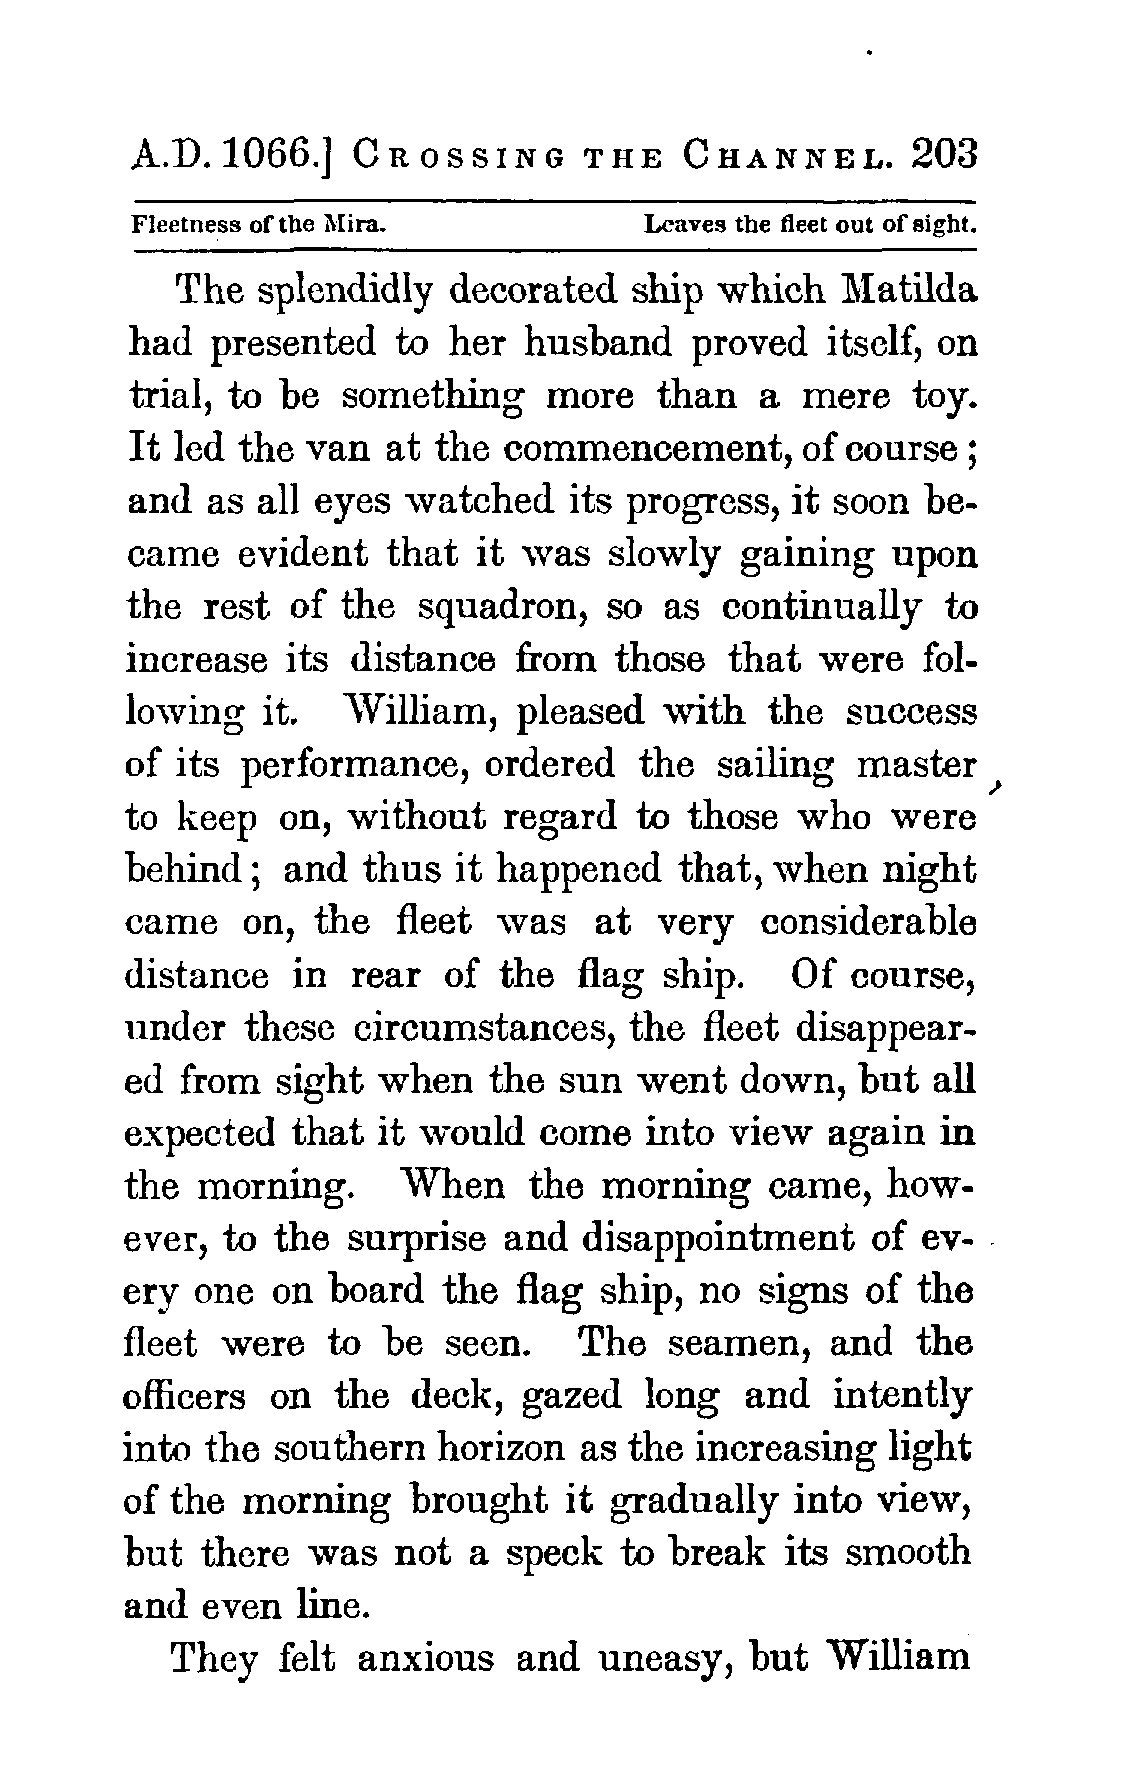 A.D. 1066.] CROSSING THE CHANNEL. 203
Fleetness of the Mira. Leaves the fleet out of sight.
The splendidly decorated ship which Matilda
had presented to her husband proved itself, on
trial, to be something more than a mere toy.
It led the van at the commencement, of course;
and as all eyes watched its progress, it soon be-
came evident that it was slowly gaining upon
the rest of the squadron, so as continually to
increase its distance from those that were fol-
lowing it. William, pleased with the success
of its performance, ordered the sailing master
to keep on, without regard to those who were
behind; and thus it happened that, when night
came on, the fleet was at very considerable
distance in rear of the flag ship. Of course,
under these circumstances, the fleet disappear-
ed from sight when the sun went down, but all
expected that it would come into view again in
the morning. When the morning came, how-
ever, to the surprise and disappointment of ev-
ery one on board the flag ship, no signs of the
fleet were to be seen. The seamen, and the
officers on the deck, gazed long and intently
into the southern horizon as the increasing light
of the morning brought it gradually into view,
but there was not a speck to break its smooth
and even line.
They felt anxious and uneasy, but William